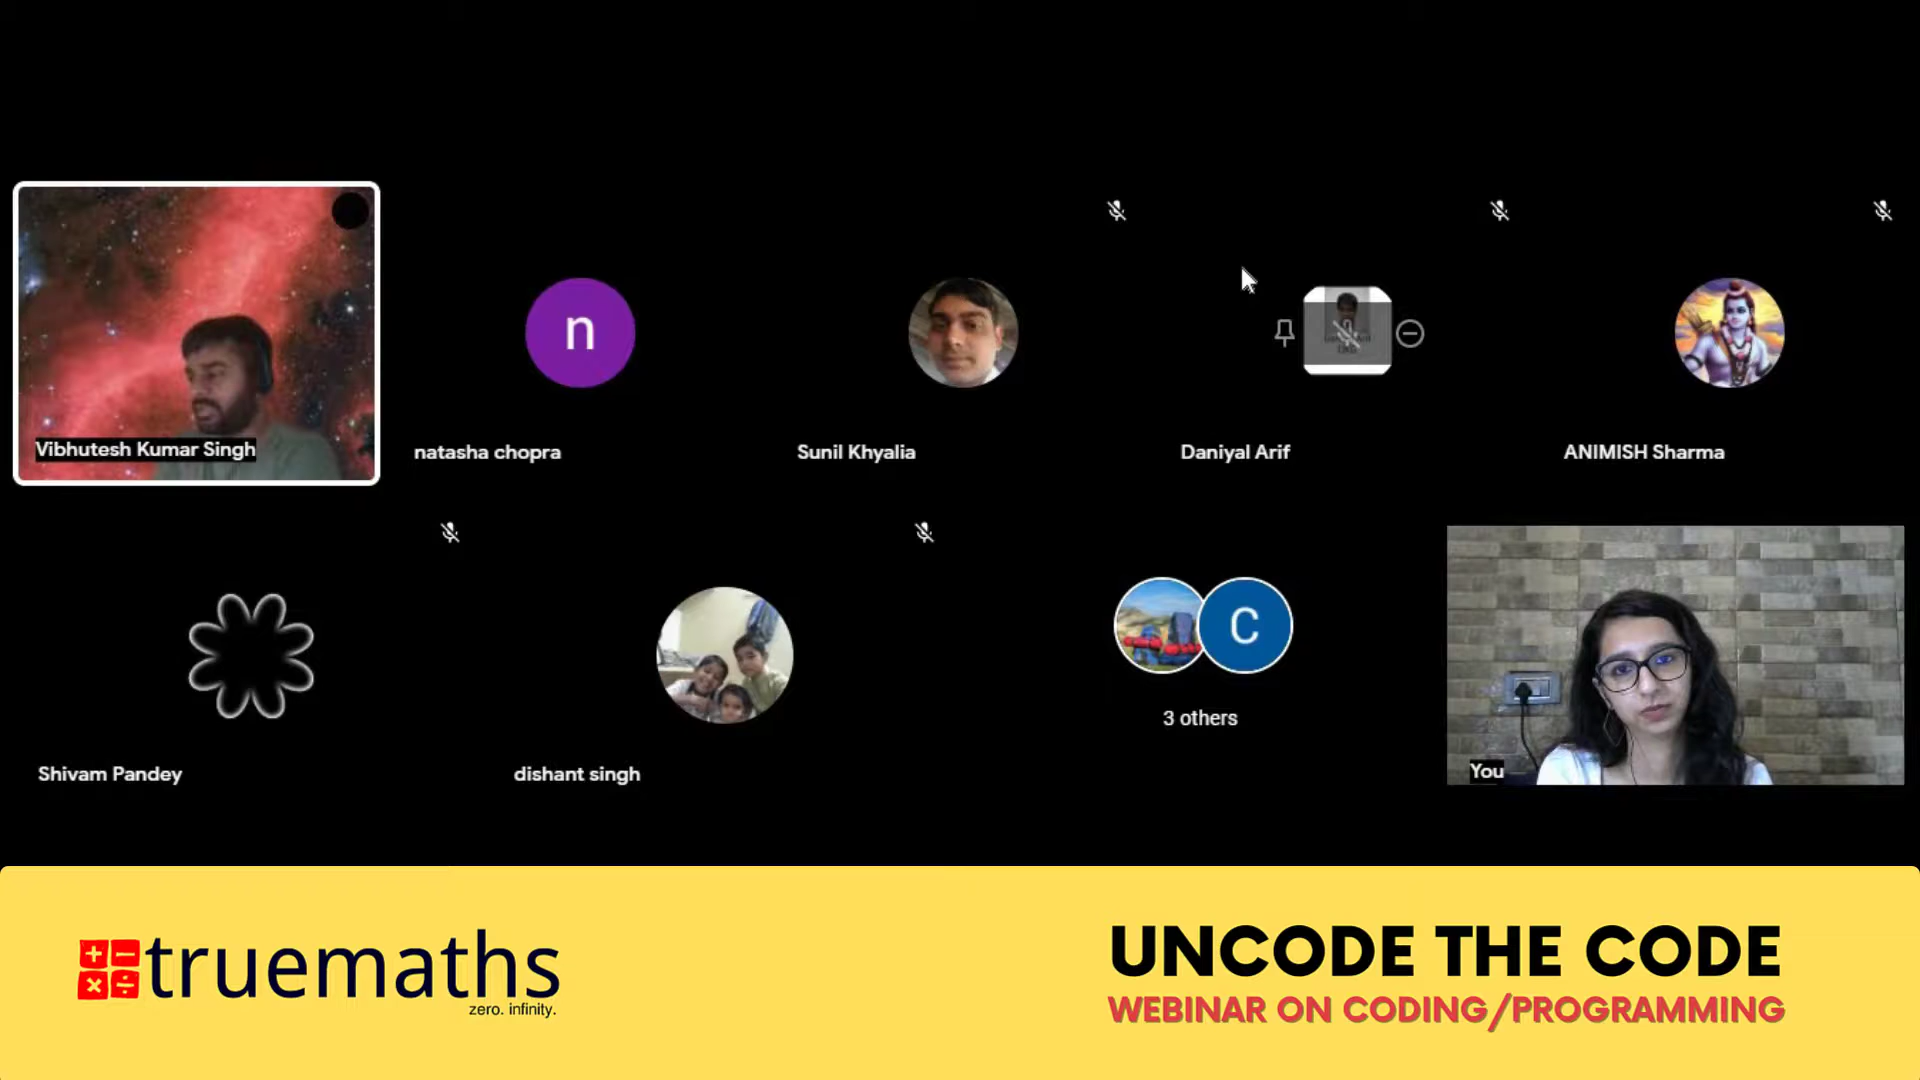 Vibhutesh Kumar Singh
n
natasha chopra
Sunil Khyalia
Daniyal Arif
ANIMISH Sharma
Shivam Pandey
dishant singh
C
3 others
You
truemaths
zero. infinity.
UNCODE THE CODE
WEBINAR ON CODING/PROGRAMMING